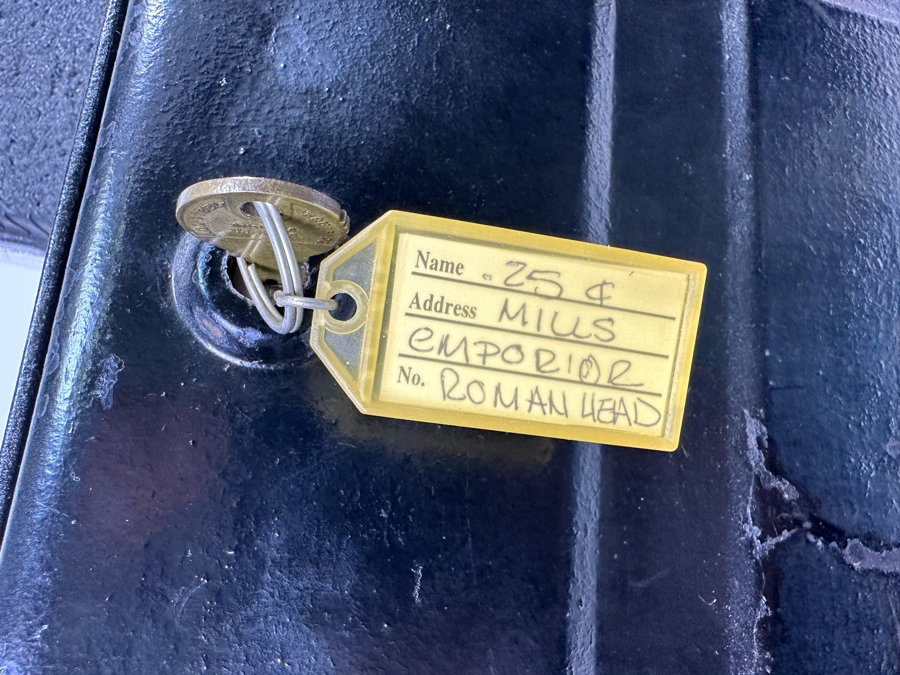 Name .25 ¢
Address MILLS
EMPORIOR
No. ROMAN HEAD